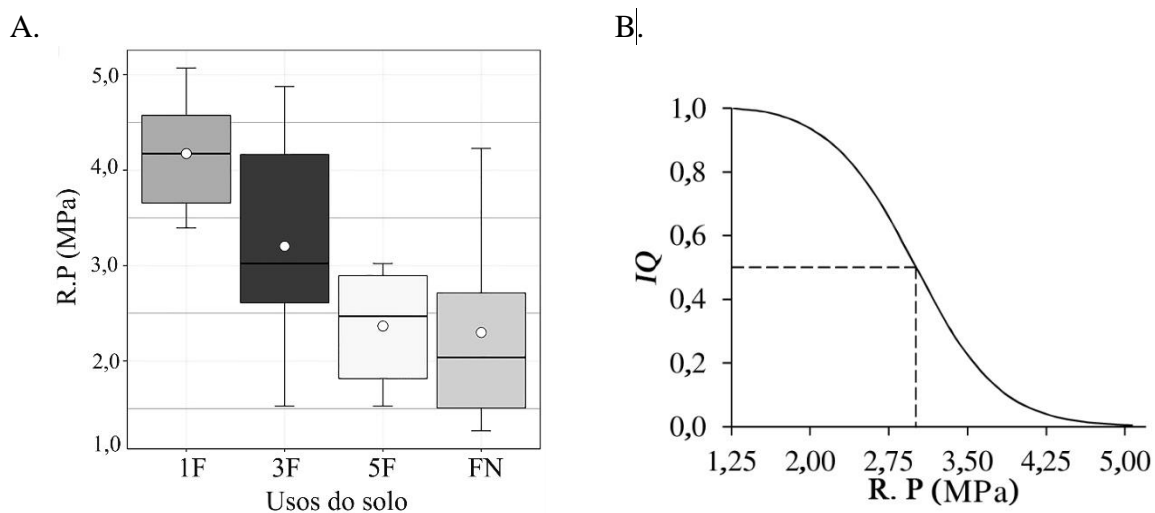 A.
R.P (MPa)
5,0
4,0
3,0
2,0
1,0
1F 3F 5F FN
Usos do solo
B.
IQ
1,0
0,8
0,6
0,4
0,2
0,0
1,25 2,00 2,75 3,50 4,25 5,00
R. P (MPa)